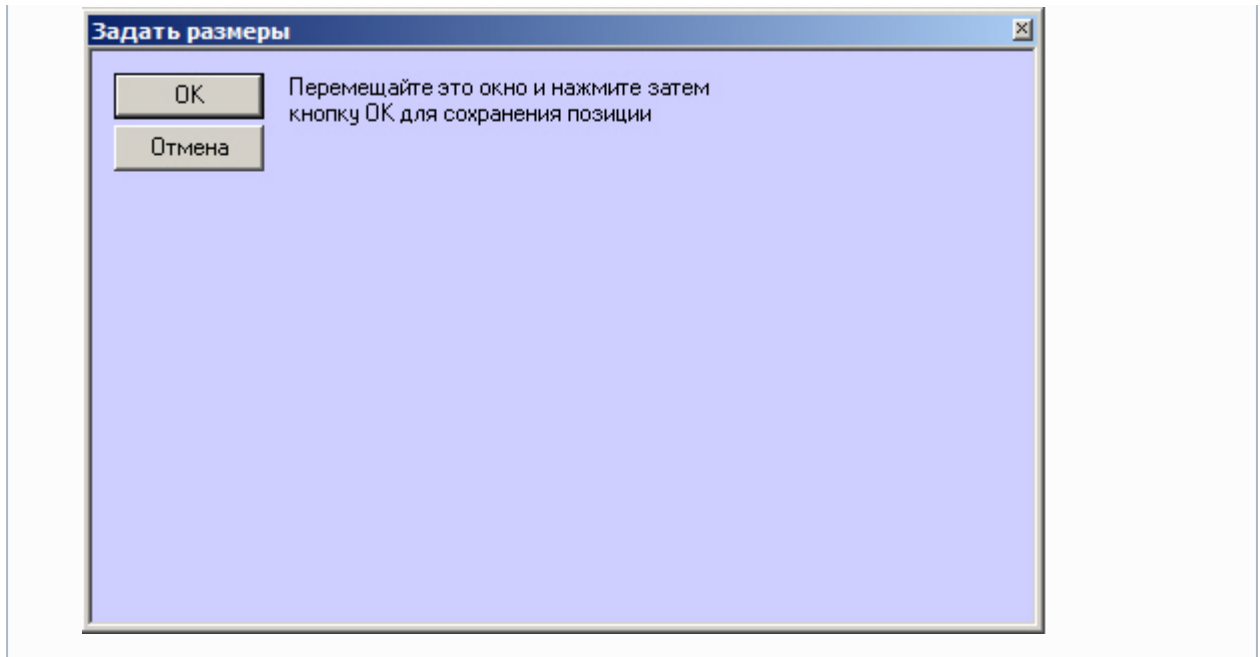 Задать размеры
OK
Перемещайте это окно и нажмите затем
кнопку OK для сохранения позиции
Отмена